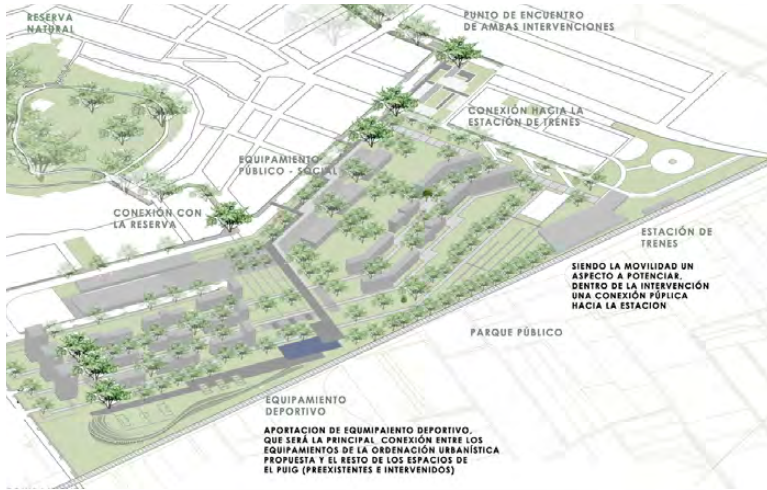 RESERVA
NATURAL
PUNTO DE ENCUENTRO
DE AMBAS INTERVENCIONES
CONEXIÓN HACIA LA
ESTACIÓN DE TRENES
EQUIPAMIENTO
PÚBLICO - SOCIAL
CONEXIÓN CON
LA RESERVA
ESTACIÓN DE
TRENES
SIENDO LA MOVILIDAD UN
ASPECTO A POTENCIAR,
DENTRO DE LA INTERVENCIÓN
UNA CONEXIÓN PÚPLICA
HACIA LA ESTACION
PARQUE PÚBLICO
EQUIPAMIENTO
DEPORTIVO
APORTACION DE EQUMIPAIENTO DEPORTIVO,
QUE SERÁ LA PRINCIPAL CONEXIÓN ENTRE LOS
EQUIPAMIENTOS DE LA ORDENACIÓN URBANÍSTICA
PROPUESTA Y EL RESTO DE LOS ESPACIOS DE
EL PUIG (PREEXISTENTES E INTERVENIDOS)